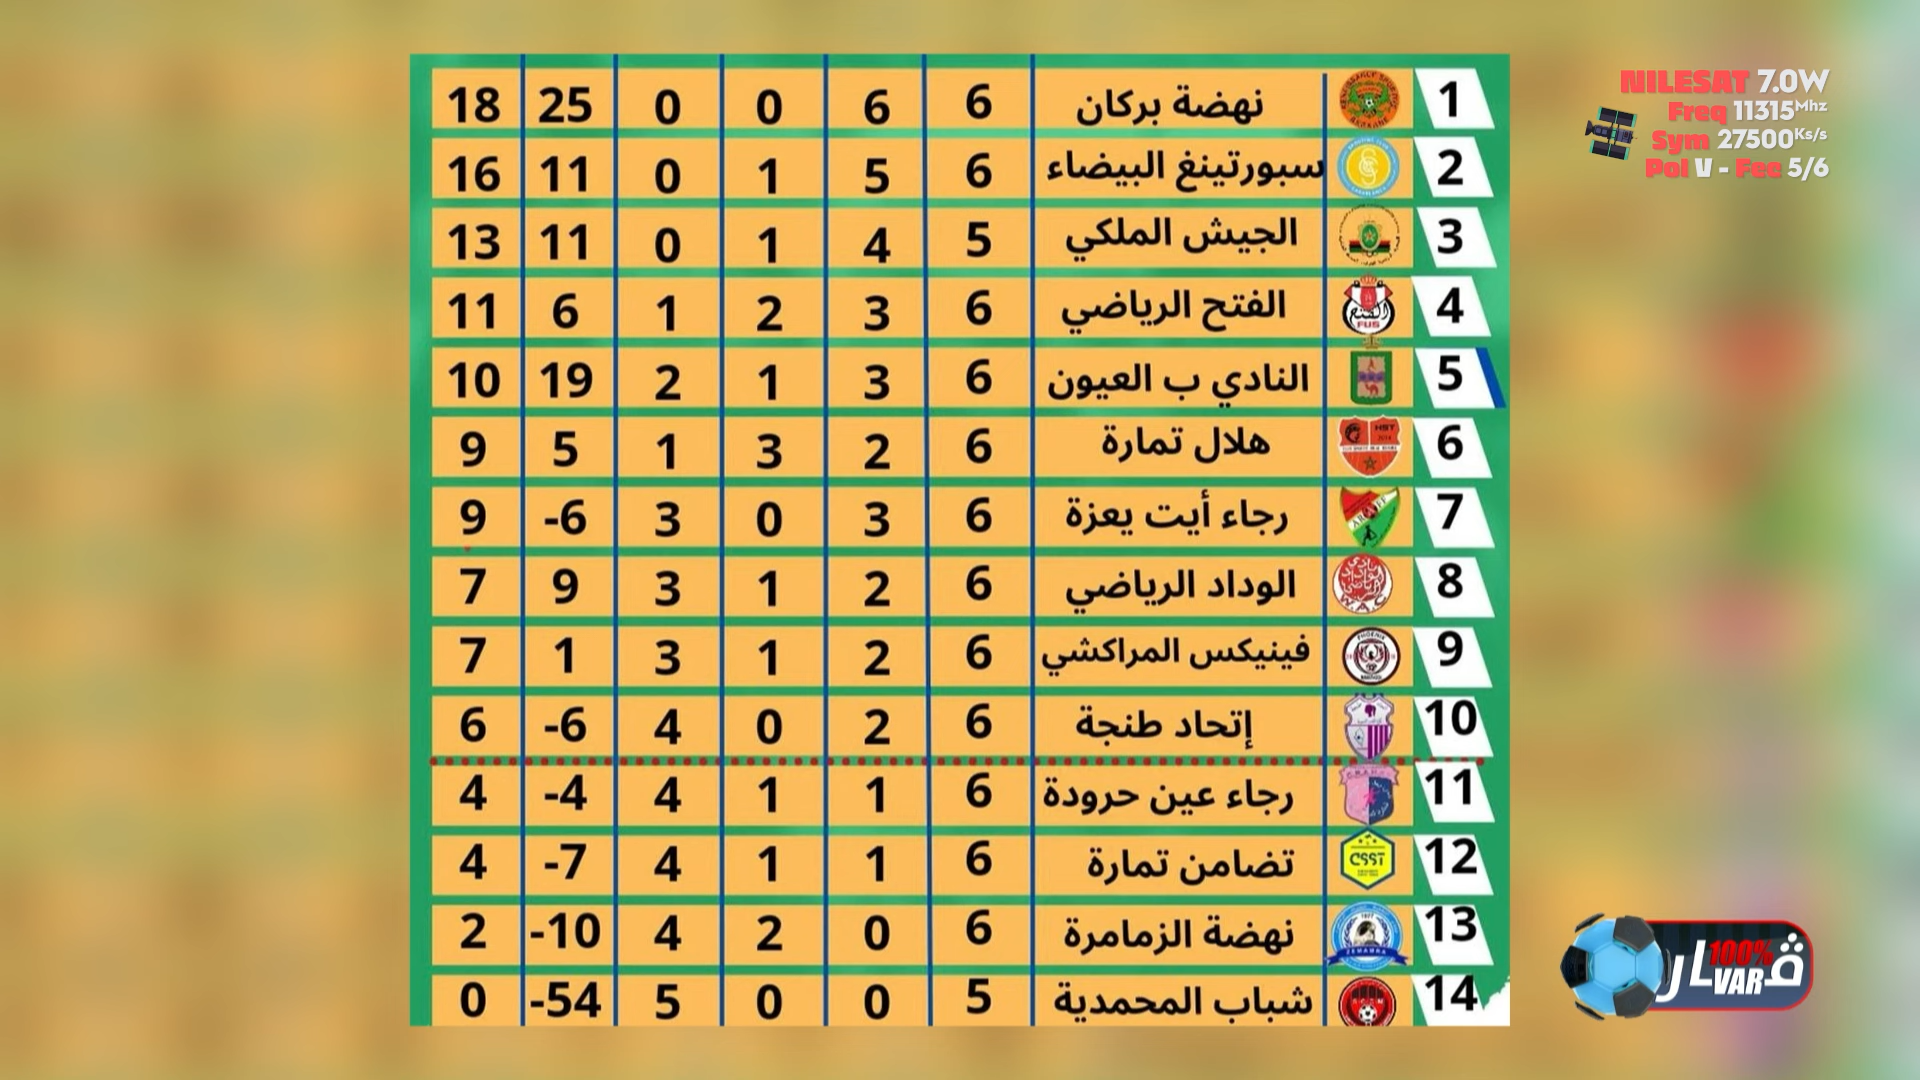 1 نهضة بركان 6 6 0 0 25 18
2 سبورتينغ البيضاء 6 5 1 0 11 16
3 الجيش الملكي 5 4 1 0 11 13
4 الفتح الرياضي 6 3 2 1 6 11
5 النادي ب العيون 6 3 1 2 19 10
6 هلال تمارة 6 2 3 1 5 9
7 رجاء أيت يعزة 6 3 0 3 -6 9
8 الوداد الرياضي 6 2 1 3 9 7
9 فينيكس المراكشي 6 2 1 3 1 7
10 إتحاد طنجة 6 2 0 4 -6 6
11 رجاء عين حرودة 6 1 1 4 -4 4
12 تضامن تمارة 6 1 1 4 -7 4
13 نهضة الزمامرة 6 0 2 4 -10 2
14 شباب المحمدية 5 0 0 5 -54 0
NILESAT 7.0W
Freq 11315Mhz
Sym 27500Ks/s
Pol V - Fec 5/6
ڤار
100%
VAR
FUS
HST
W.A.C
CSST